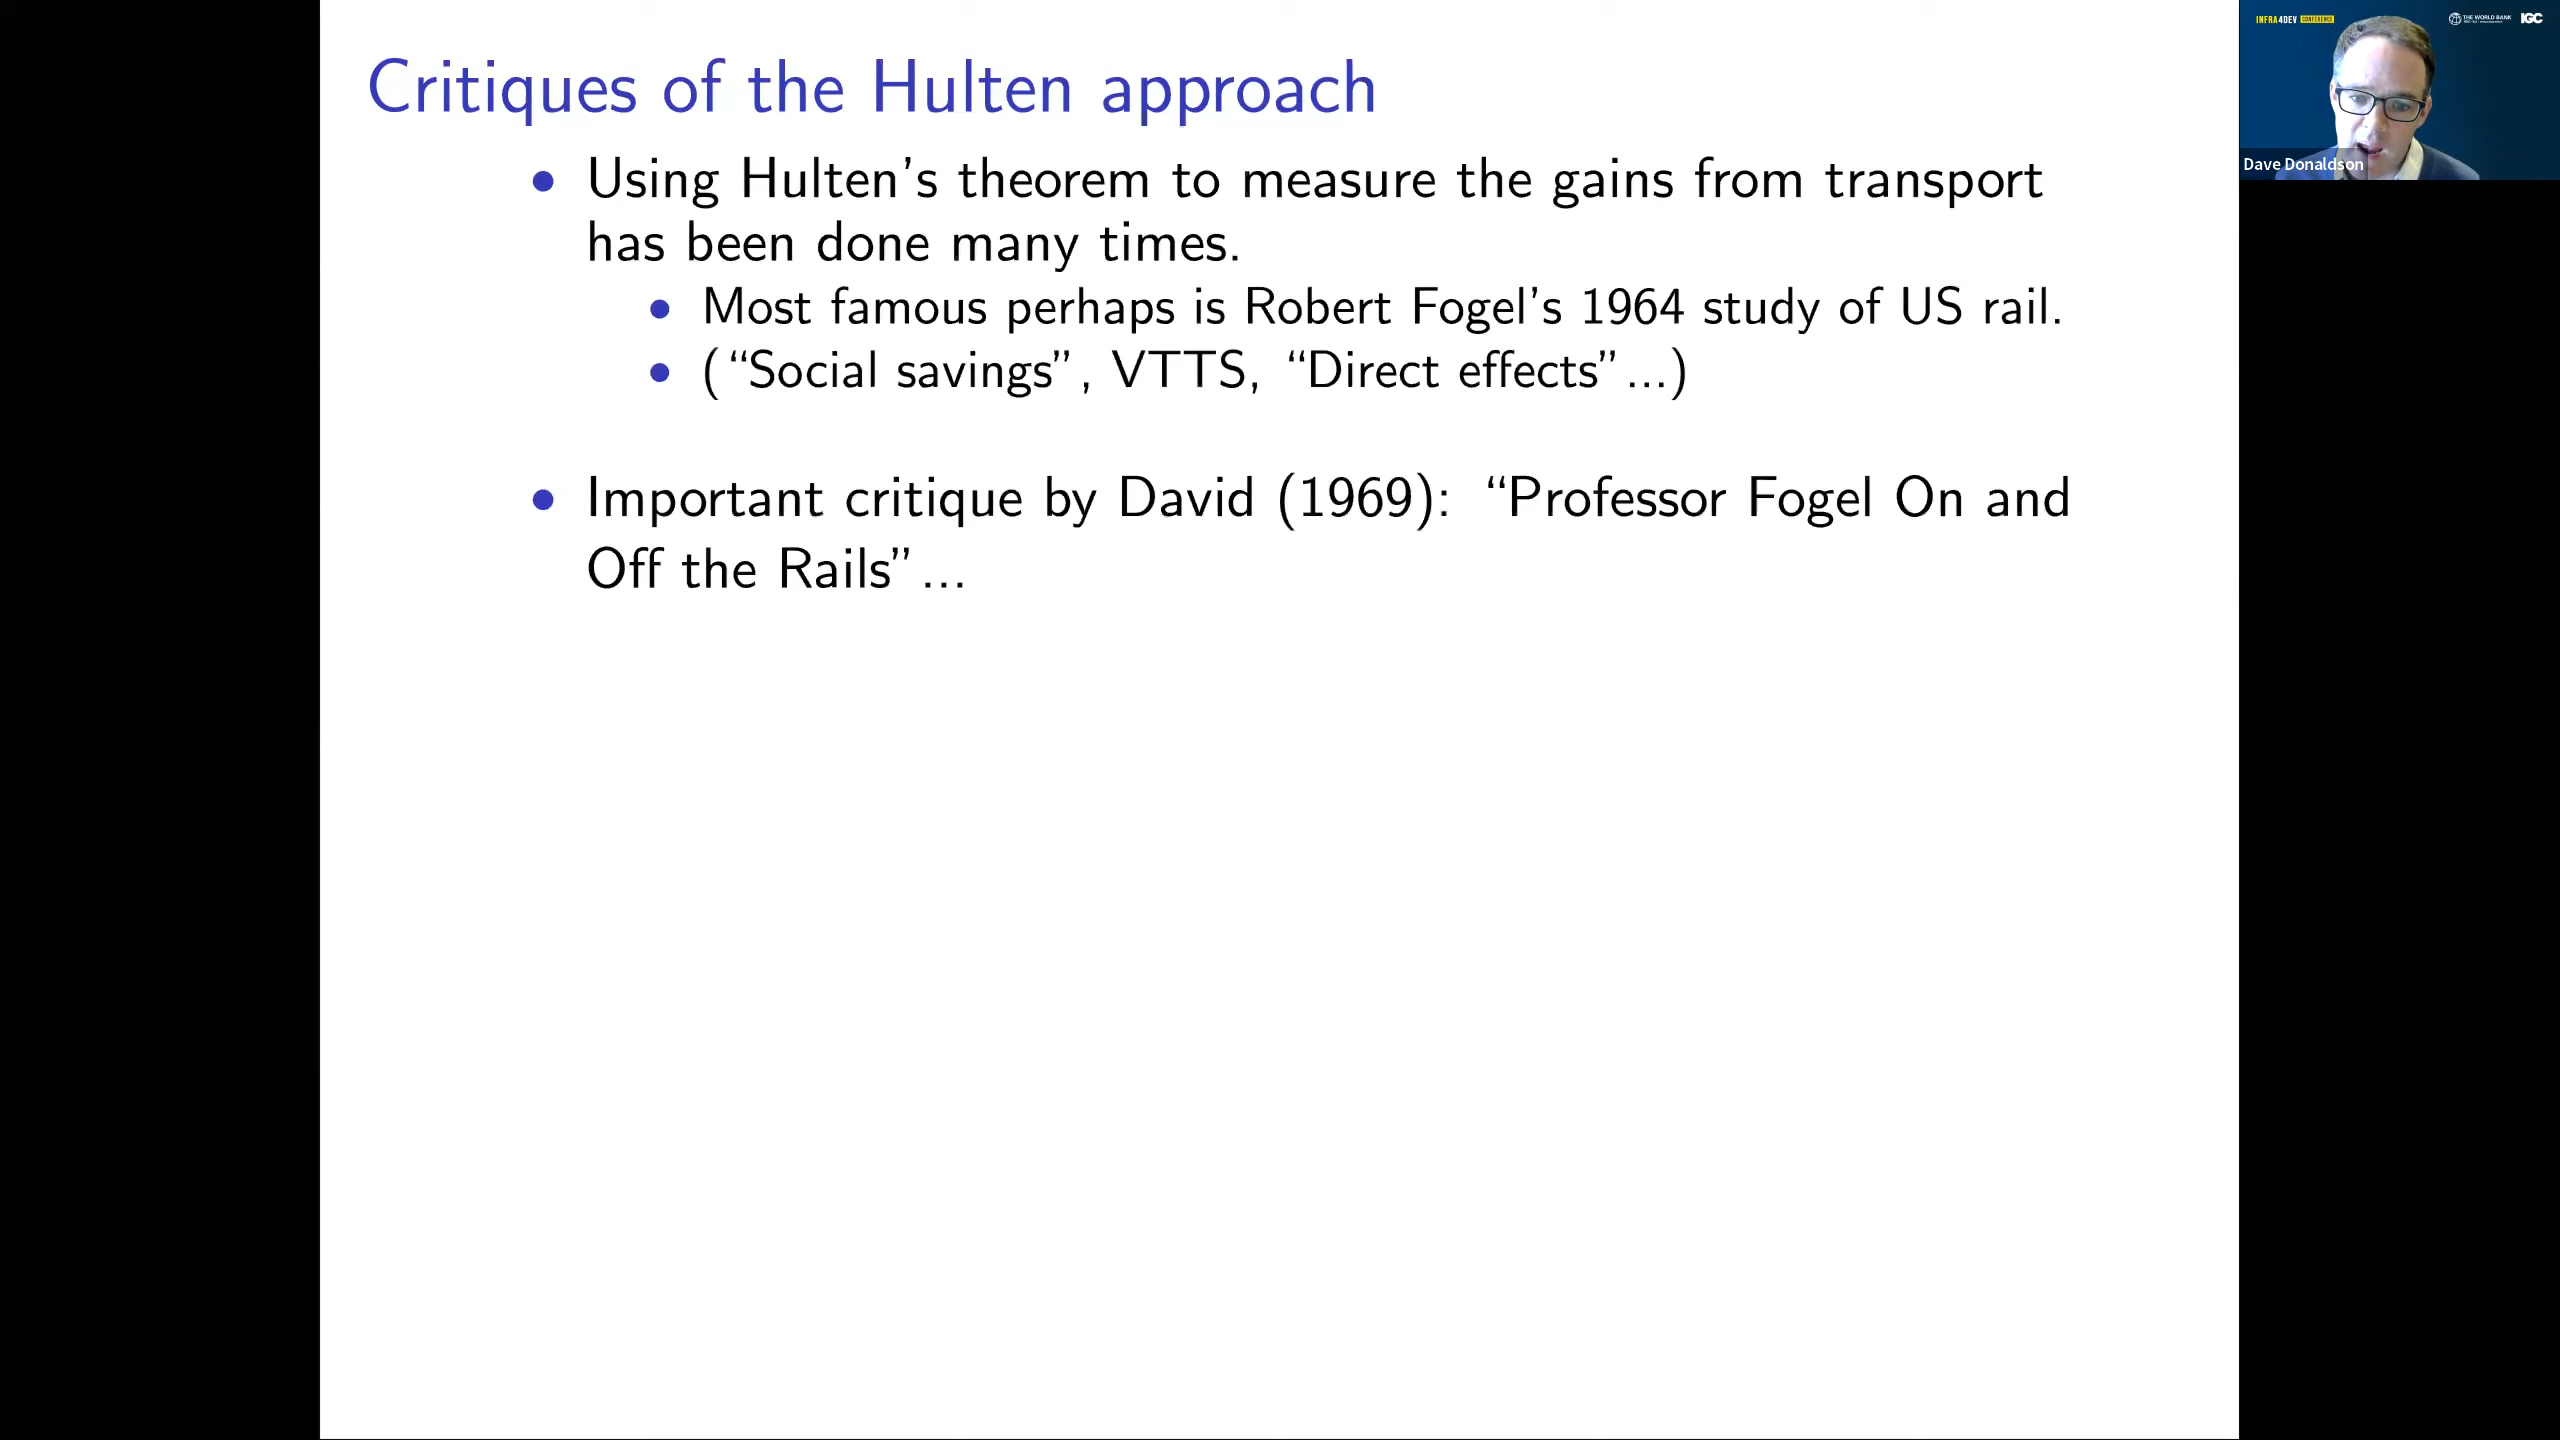 Critiques of the Hulten approach
• Using Hulten’s theorem to measure the gains from transport
has been done many times.
• Most famous perhaps is Robert Fogel’s 1964 study of US rail.
• (“Social savings”, VTTS, “Direct effects”...)
• Important critique by David (1969): “Professor Fogel On and
Off the Rails”...
INFRA4DEV CONFERENCE
THE WORLD BANK
IGC
Dave Donaldson